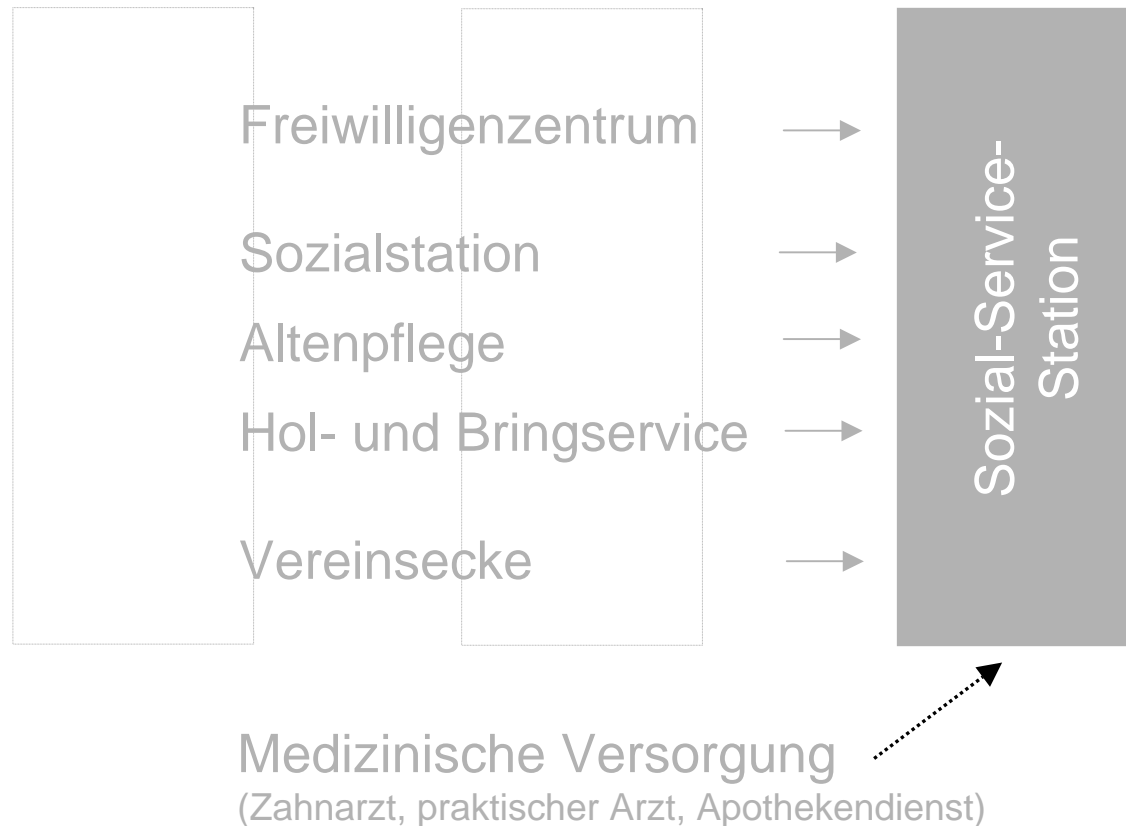 Freiwilligenzentrum
Sozialstation
Altenpflege
Hol- und Bringservice
Vereinsecke
Sozial-Service-
Station
Medizinische Versorgung
(Zahnarzt, praktischer Arzt, Apothekendienst)